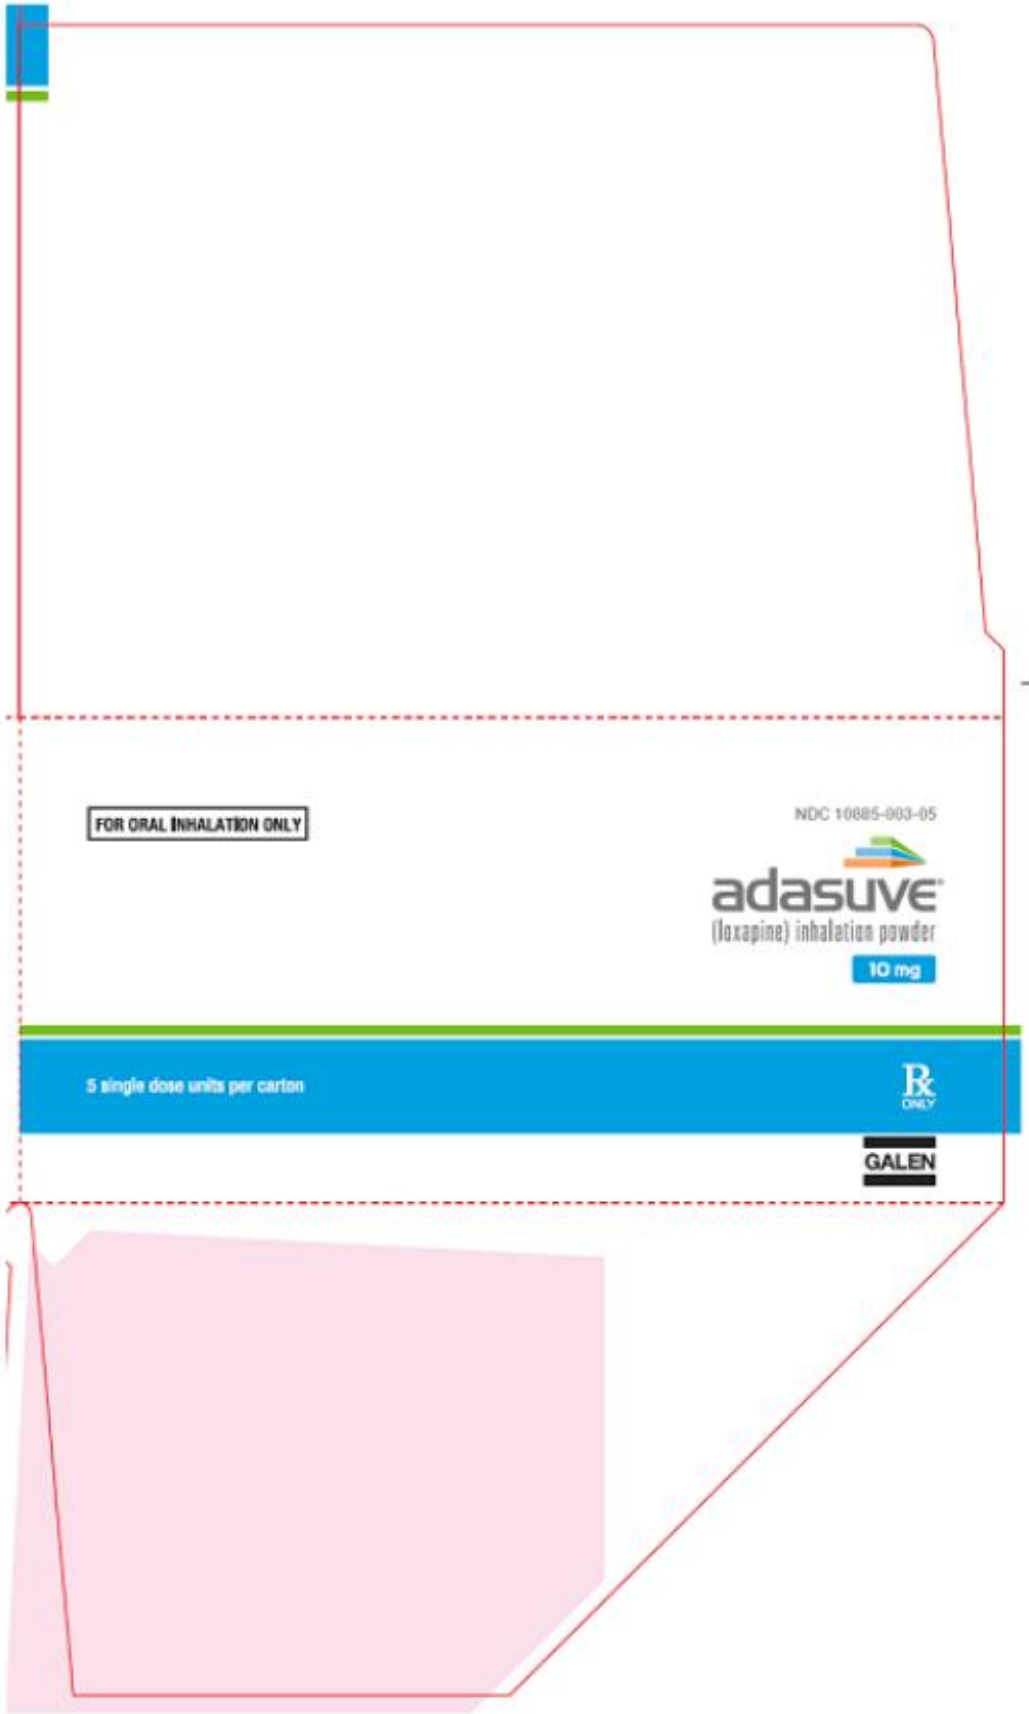 FOR ORAL INHALATION ONLY
NDC 10885-003-05
adasuve®
(loxapine) inhalation powder
10 mg
5 single dose units per carton
Rx
ONLY
GALEN